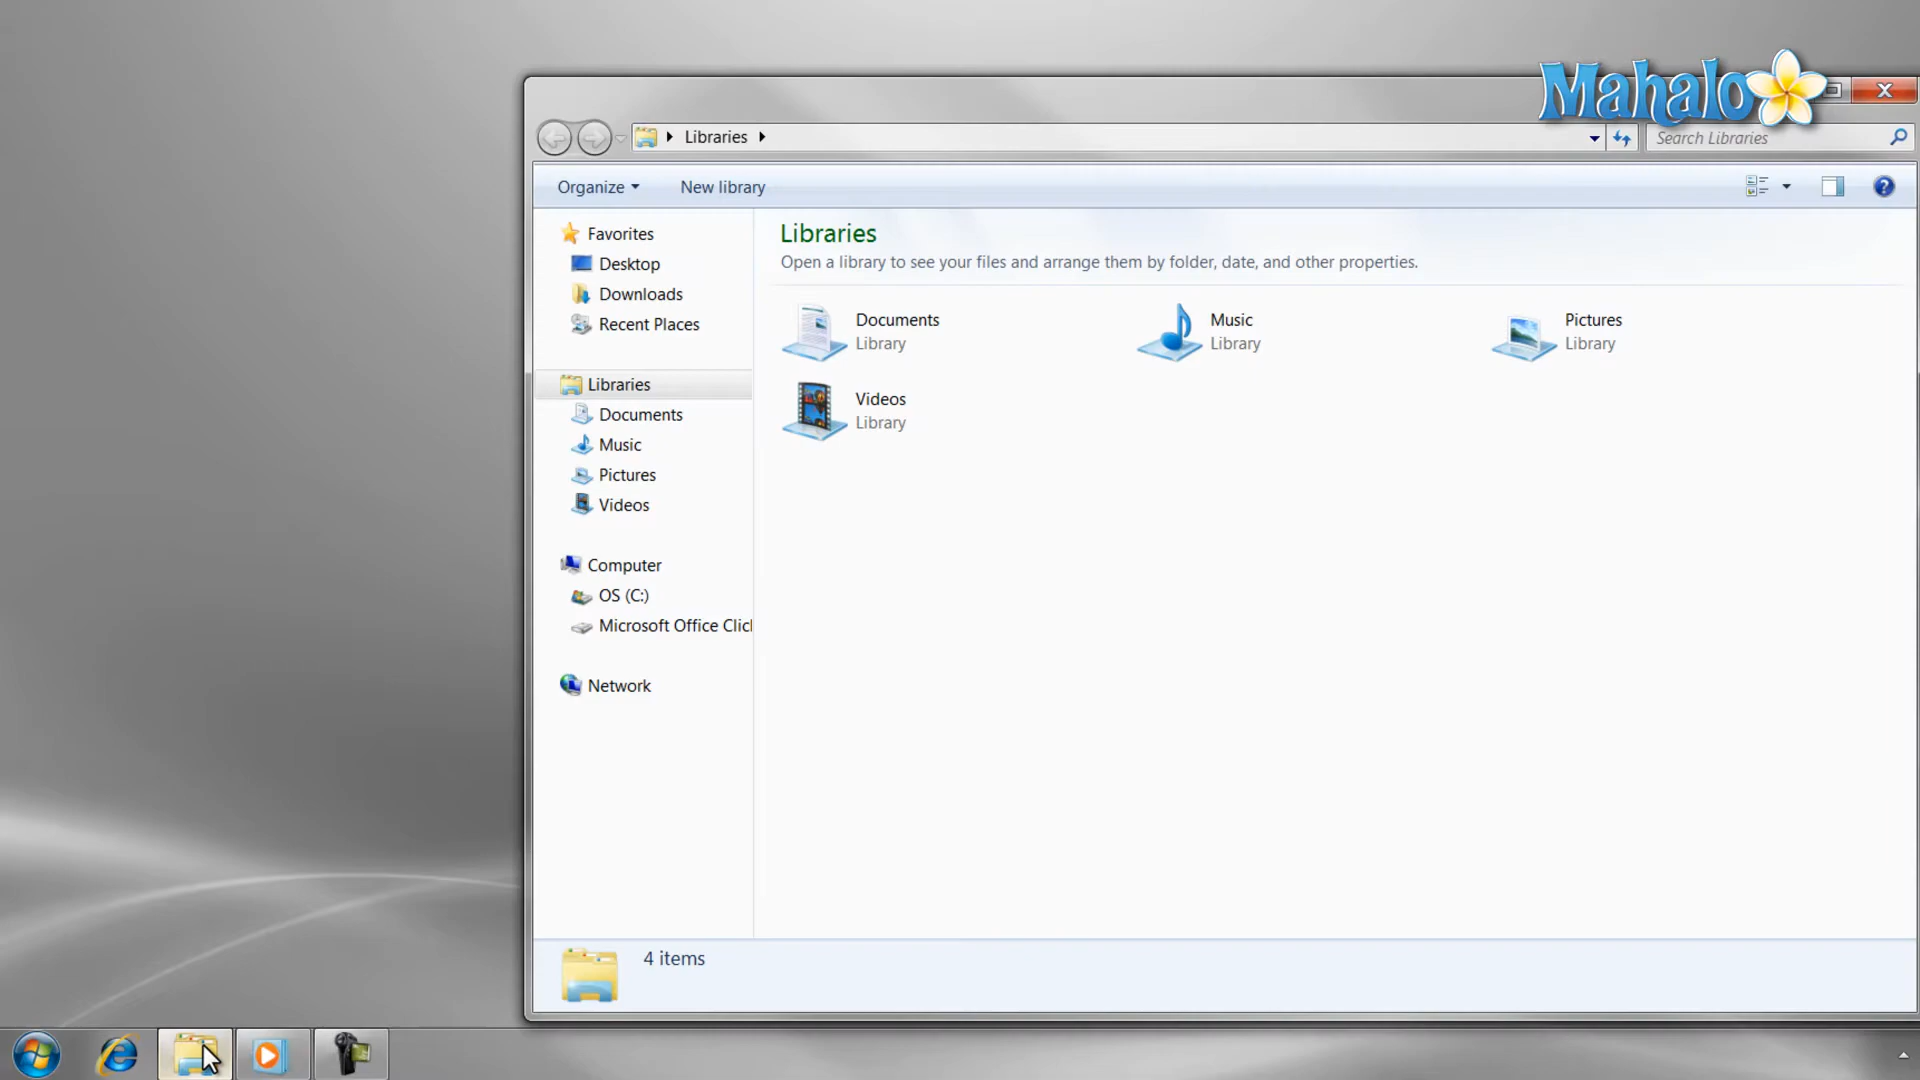 Mahalo
Libraries
Search Libraries
Organize
New library
Favorites
Desktop
Downloads
Recent Places
Libraries
Documents
Music
Pictures
Videos
Computer
OS (C:)
Microsoft Office Clic
Network
Libraries
Open a library to see your files and arrange them by folder, date, and other properties.
Documents
Library
Music
Library
Pictures
Library
Videos
Library
4 items